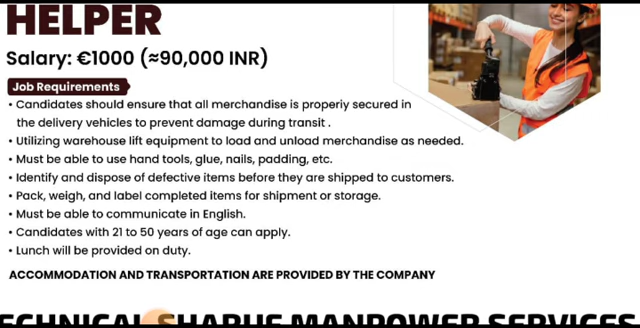 HELPER
Salary: €1000 (≈90,000 INR)
Job Requirements
• Candidates should ensure that all merchandise is properly secured in
the delivery vehicles to prevent damage during transit .
• Utilizing warehouse lift equipment to load and unload merchandise as needed.
• Must be able to use hand tools, glue, nails, padding, etc.
• Identify and dispose of defective items before they are shipped to customers.
• Pack, weigh, and label completed items for shipment or storage.
• Must be able to communicate in English.
• Candidates with 21 to 50 years of age can apply.
• Lunch will be provided on duty.
ACCOMMODATION AND TRANSPORTATION ARE PROVIDED BY THE COMPANY
MANPOWER SERVICES